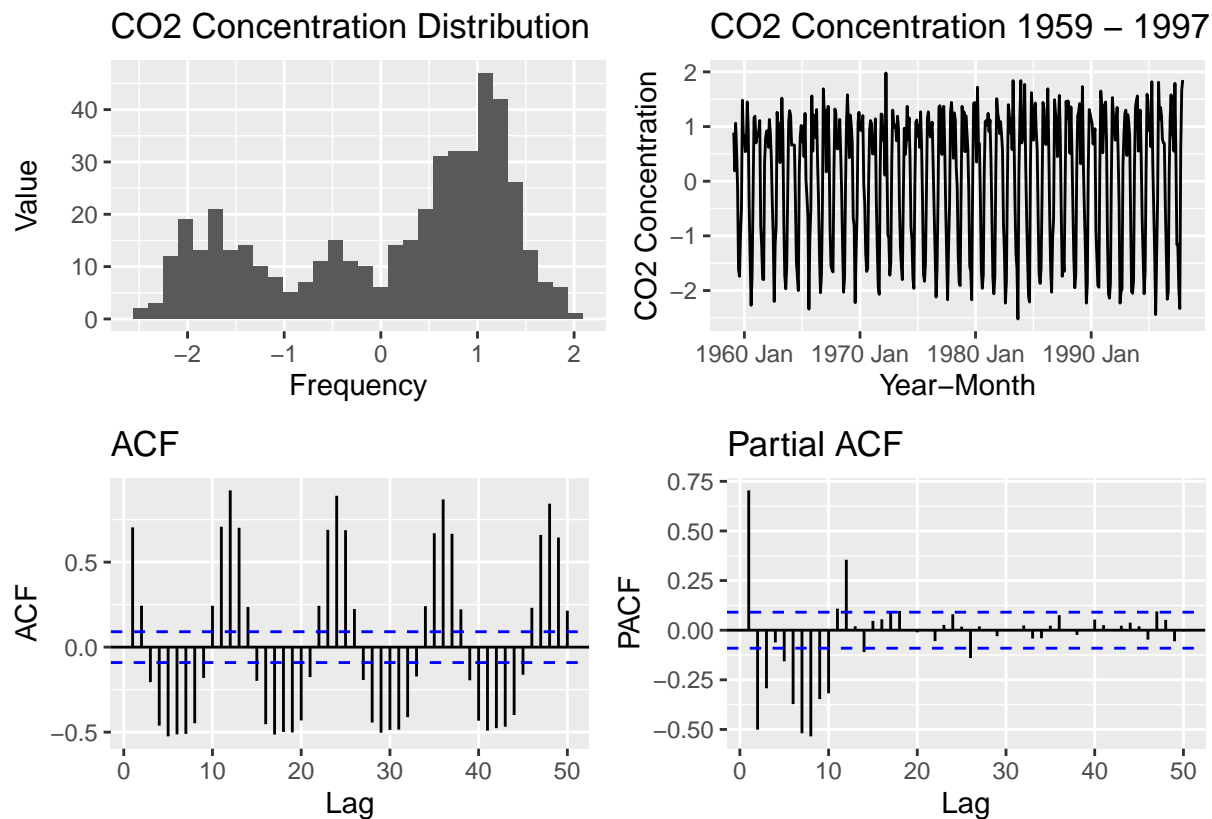 CO2 Concentration Distribution
40
30
20
10
0
Value
−2
−1
0
1
2
Frequency
CO2 Concentration 1959 − 1997
2
1
0
−1
−2
CO2 Concentration
1960 Jan
1970 Jan
1980 Jan
1990 Jan
Year−Month
ACF
0.5
0.0
−0.5
ACF
0
10
20
30
40
50
Lag
Partial ACF
0.75
0.50
0.25
0.00
−0.25
−0.50
PACF
0
10
20
30
40
50
Lag